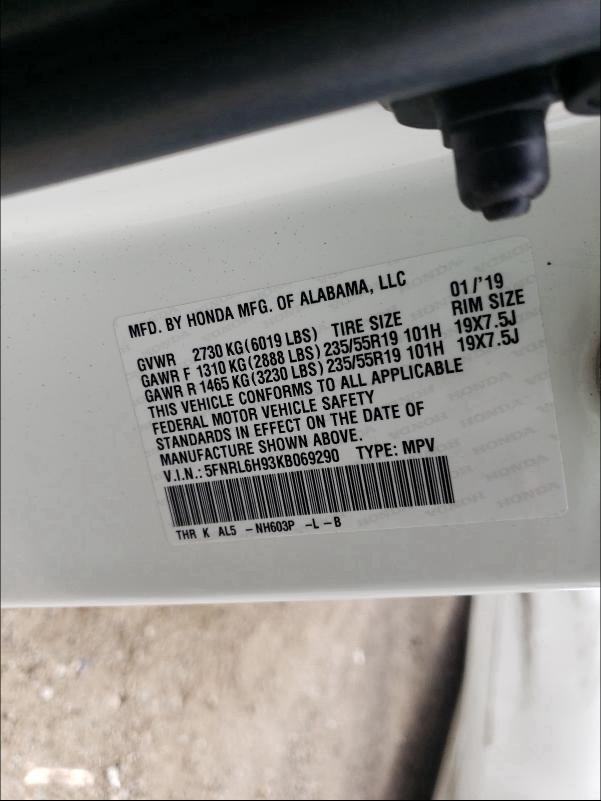 MFD. BY HONDA MFG. OF ALABAMA, LLC 01/'19
GVWR 2730 KG(6019 LBS) TIRE SIZE RIM SIZE
GAWR F 1310 KG(2888 LBS)235/55R19 101H 19X7.5J
GAWR R 1465 KG(3230 LBS)235/55R19 101H 19X7.5J
THIS VEHICLE CONFORMS TO ALL APPLICABLE
FEDERAL MOTOR VEHICLE SAFETY
STANDARDS IN EFFECT ON THE DATE OF
MANUFACTURE SHOWN ABOVE.
V.I.N.: 5FNRL6H93KB069290 TYPE: MPV
THR K AL5 -NH603P -L -B